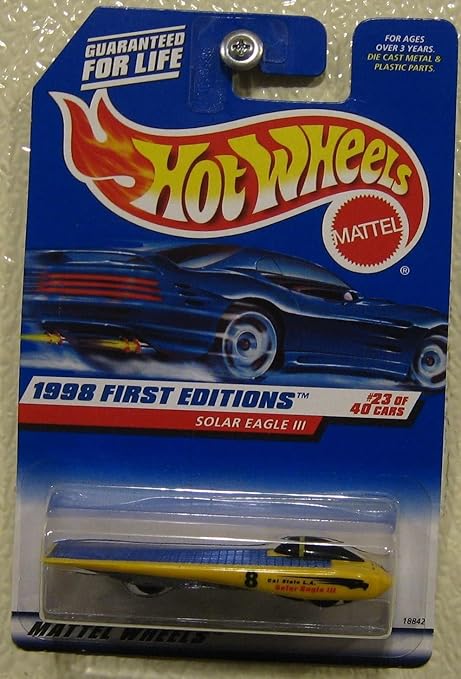 GUARANTEED
FOR LIFE
FOR AGES
OVER 3 YEARS.
DIE CAST METAL &
PLASTIC PARTS.
HOT WHEELS
MATTEL
®
1998 FIRST EDITIONS™
#23 OF
40 CARS
SOLAR EAGLE III
8
Cal State L.A.
Solar Eagle III
18842
MATTEL WHEELS